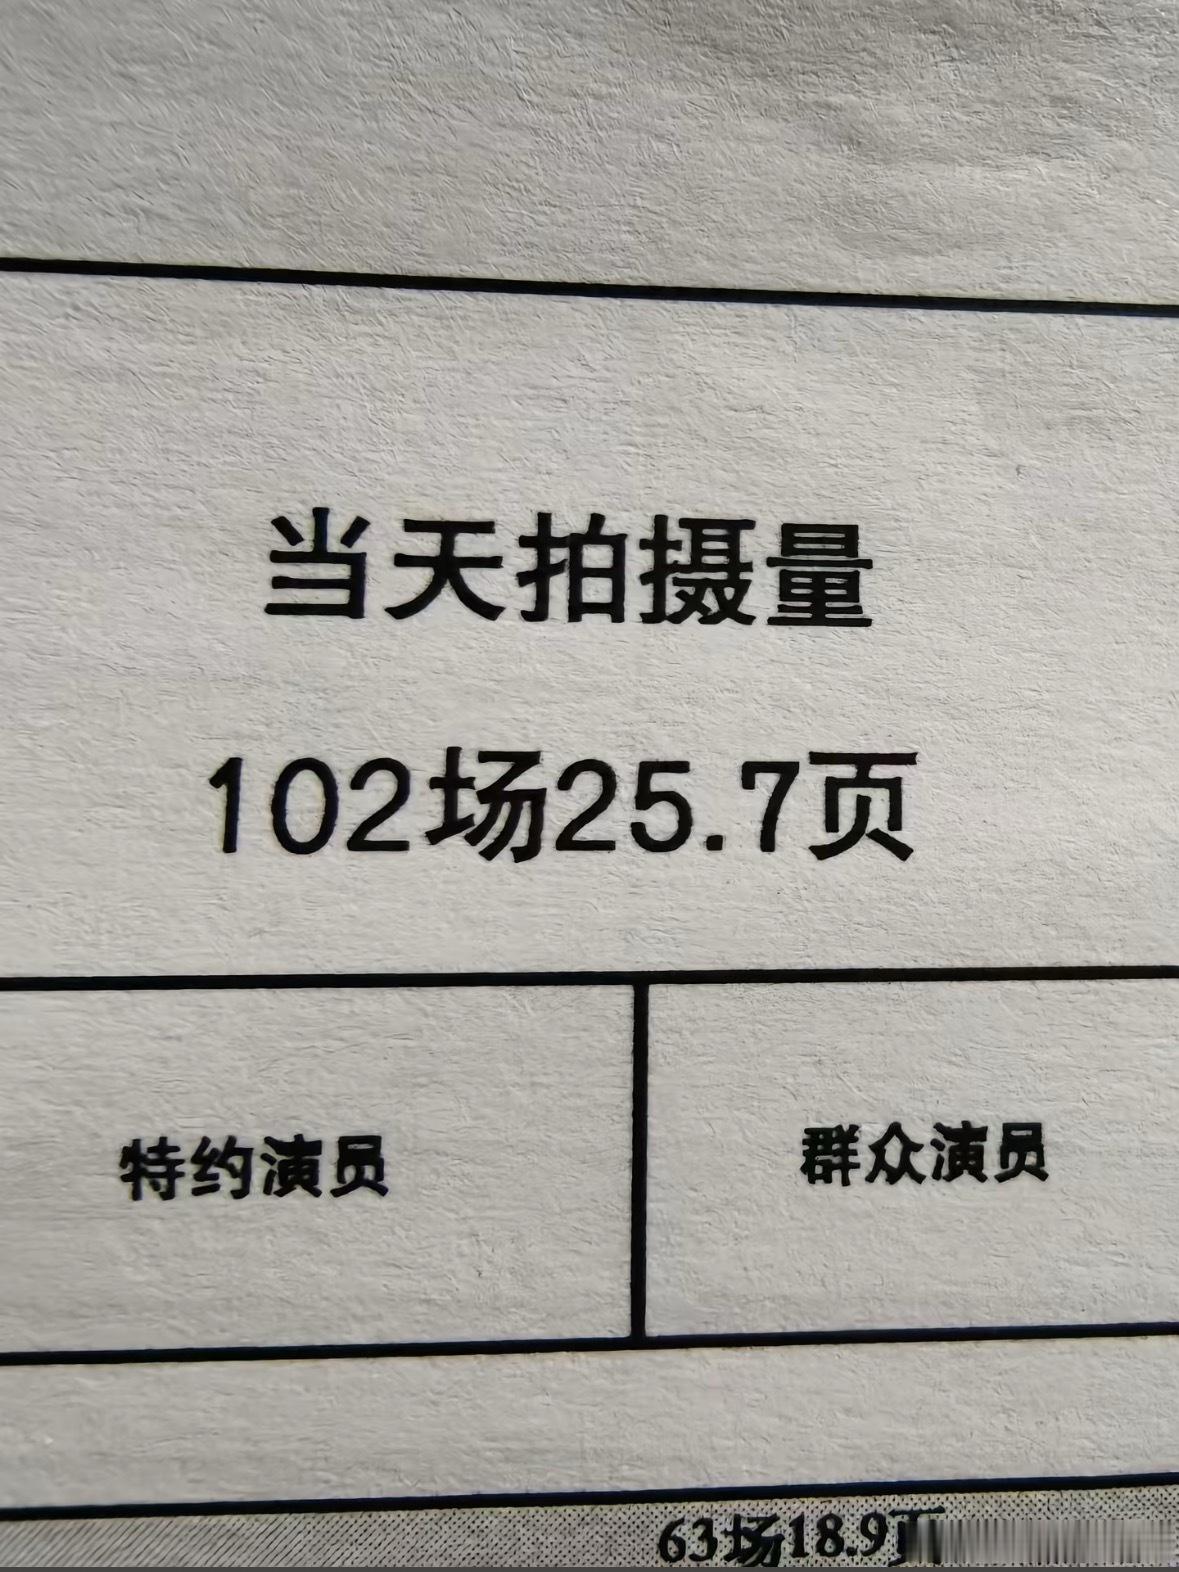 当天拍摄量
102场25.7页
特约演员
群众演员
63场18.9页